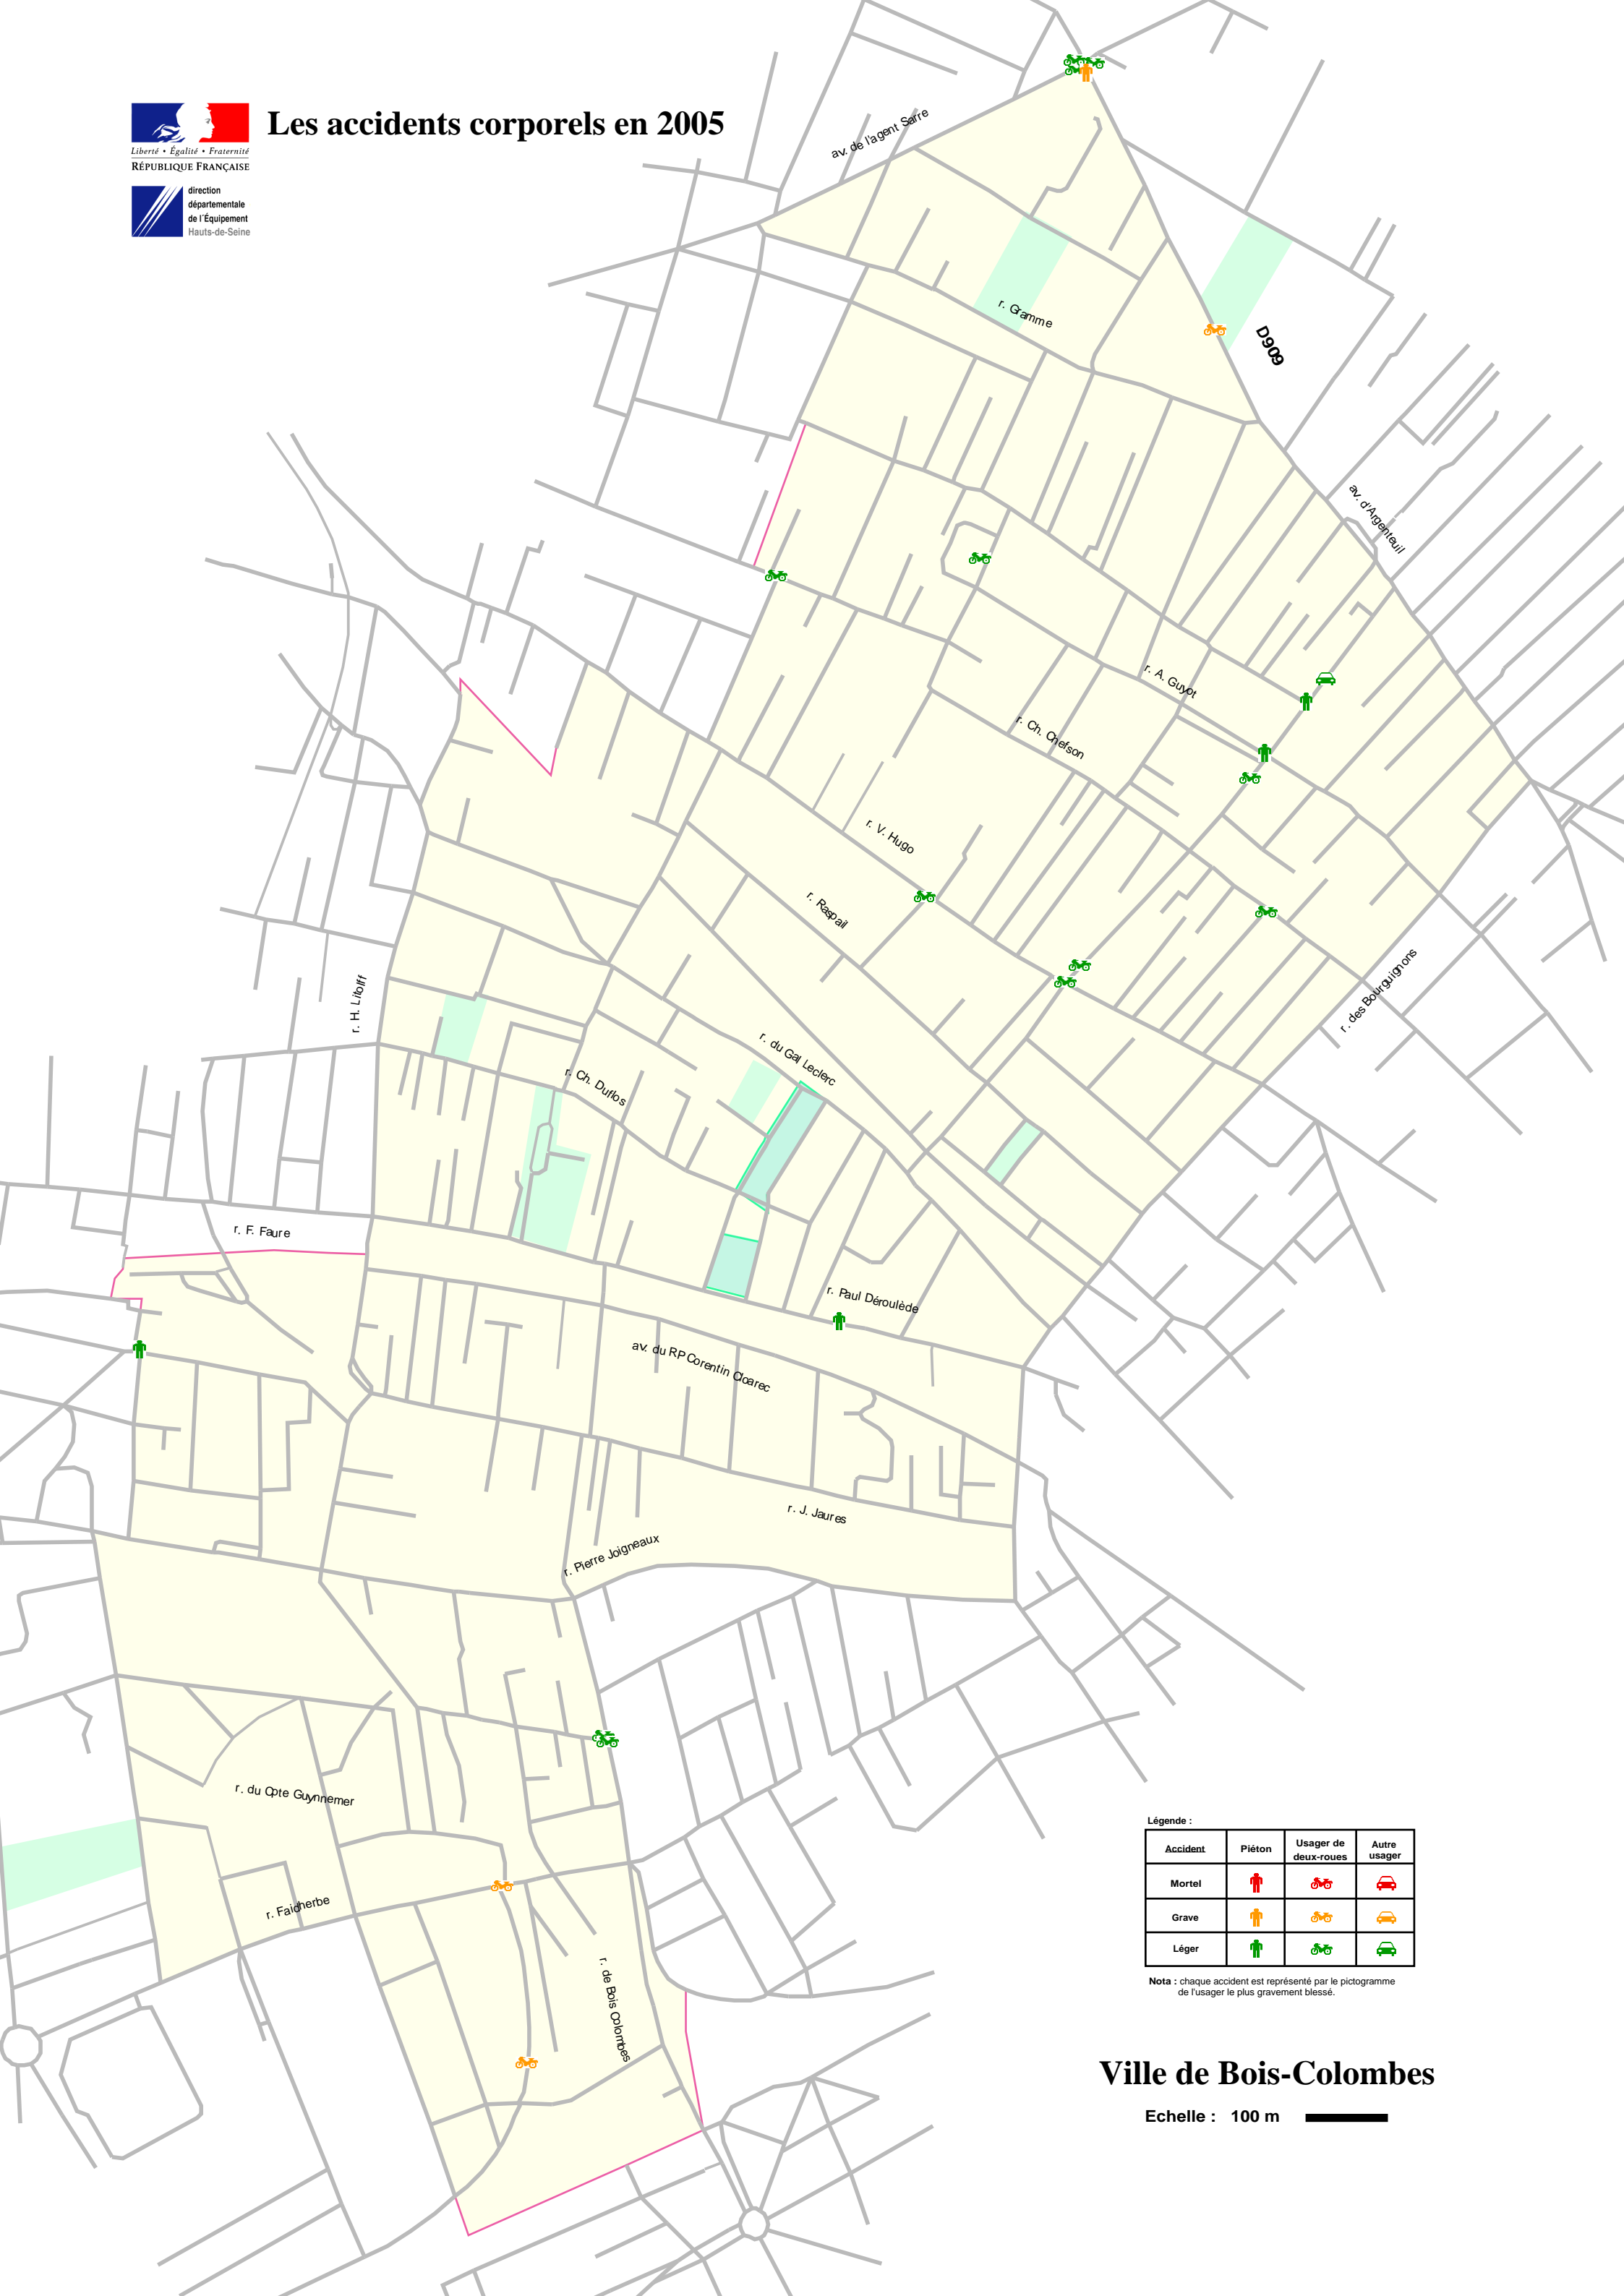 Les accidents corporels en 2005
Liberté • Égalité • Fraternité
RÉPUBLIQUE FRANÇAISE
direction
départementale
de l'Équipement
Hauts-de-Seine
av. de l'agent Sarre
r. Gramme
D909
av. d'Argenteuil
r. A. Guyot
r. Ch. Chefson
r. V. Hugo
r. Raspail
r. des Bourguignons
r. H. Litolff
r. du Gal Leclerc
r. Ch. Duflos
r. F. Faure
r. Paul Déroulède
av. du RP Corentin Cloarec
r. J. Jaures
r. Pierre Joigneaux
r. du Cpte Guynnemer
r. Faidherbe
r. de Bois Colombes
Légende :
Accident Piéton Usager de deux-roues Autre usager
Mortel
Grave
Léger
Nota : chaque accident est représenté par le pictogramme
de l'usager le plus gravement blessé.
Ville de Bois-Colombes
Echelle : 100 m